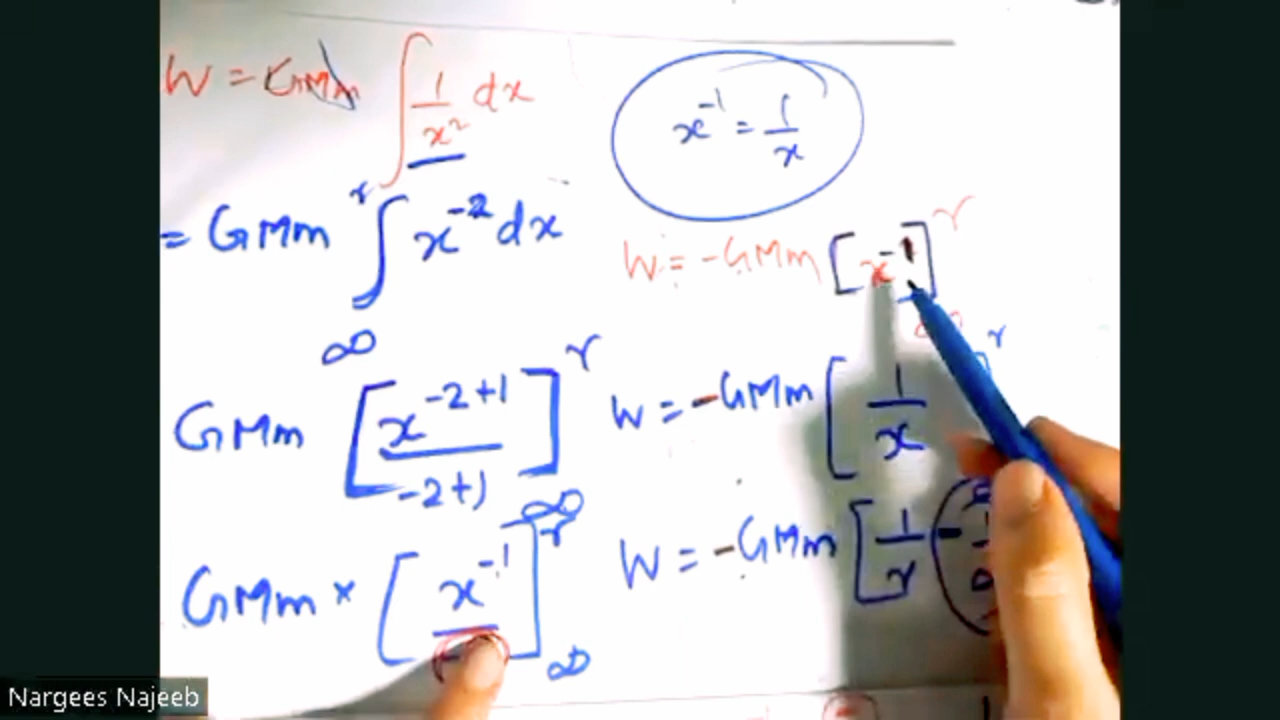 W = GMm ∫ 1/x² dx
= GMm ∫_∞^r x⁻² dx
GMm [x⁻²⁺¹/-2+1]_∞^r
GMm × [x⁻¹/]_∞^r
x⁻¹ = 1/x
W = -GMm [x⁻¹]^r_∞
W = -GMm [1/x]^r
W = -GMm [1/r -
Nargees Najeeb